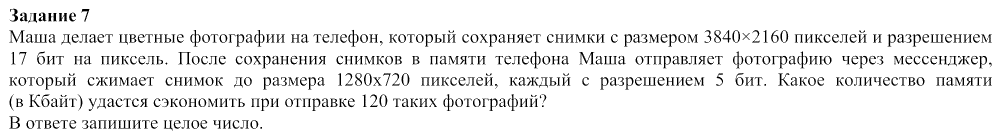 Задание 7
Маша делает цветные фотографии на телефон, который сохраняет снимки с размером 3840×2160 пикселей и разрешением
17 бит на пиксель. После сохранения снимков в памяти телефона Маша отправляет фотографию через мессенджер,
который сжимает снимок до размера 1280x720 пикселей, каждый с разрешением 5 бит. Какое количество памяти
(в Кбайт) удастся сэкономить при отправке 120 таких фотографий?
В ответе запишите целое число.